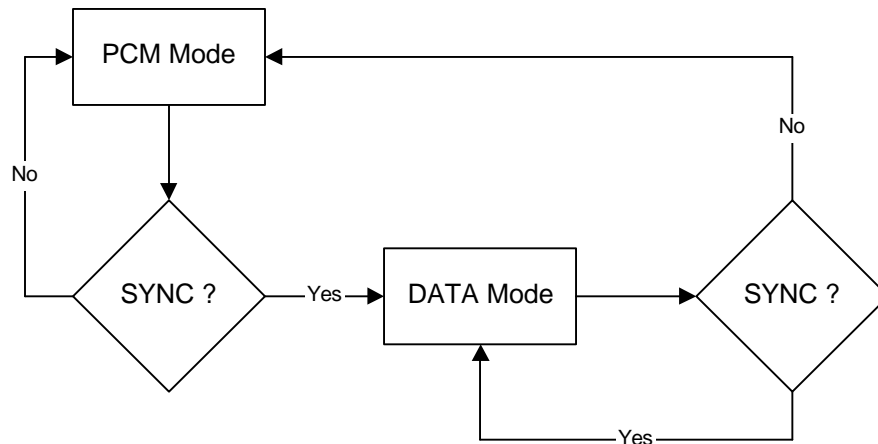 PCM Mode
No
No
SYNC ?
Yes
DATA Mode
SYNC ?
Yes